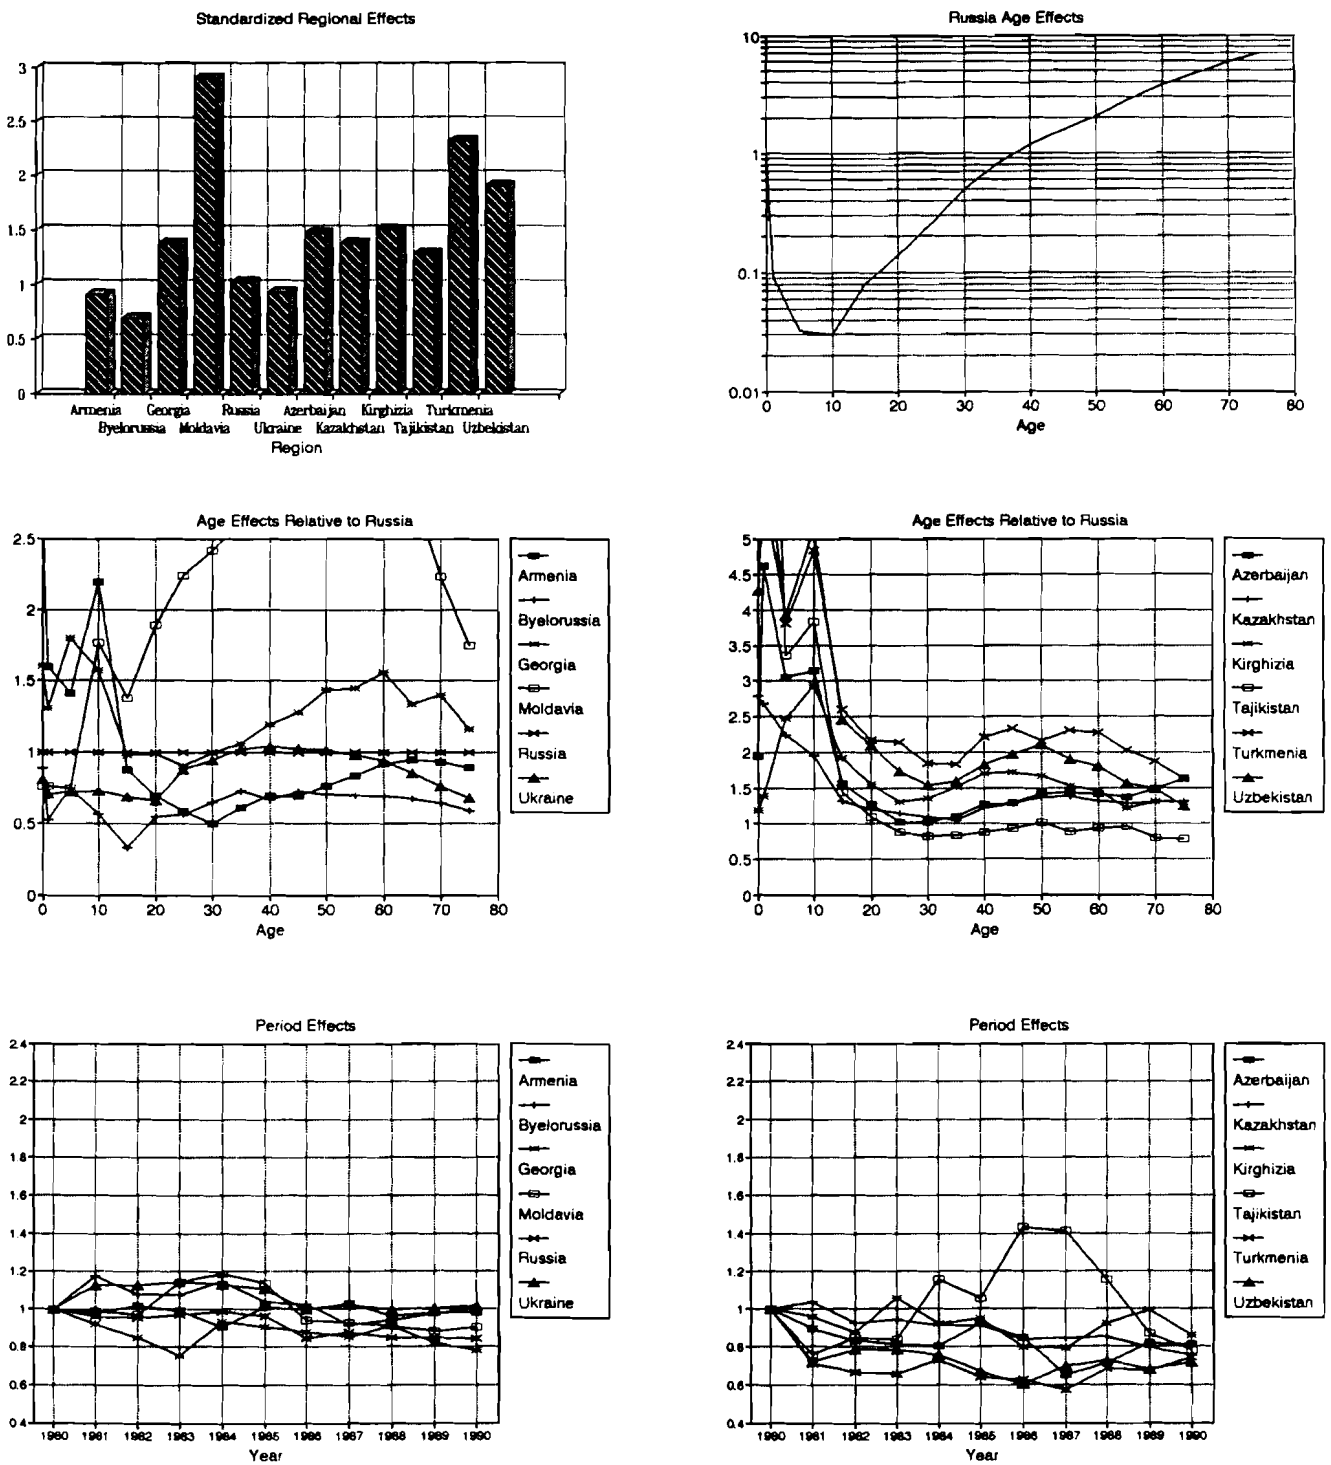 Standardized Regional Effects
3
2.5
2
1.5
1
0.5
0
Armenia Georgia Russia Azerbaijan Kirghizia Turkmenia
Byelorussia Moldavia Ukraine Kazakhstan Tajikistan Uzbekistan
Region
Russia Age Effects
10
1
0.1
0.01
0 10 20 30 40 50 60 70 80
Age
Age Effects Relative to Russia
2.5
2
1.5
1
0.5
0
0 10 20 30 40 50 60 70 80
Age
Armenia
Byelorussia
Georgia
Moldavia
Russia
Ukraine
Age Effects Relative to Russia
5
4.5
4
3.5
3
2.5
2
1.5
1
0.5
0
0 10 20 30 40 50 60 70 80
Age
Azerbaijan
Kazakhstan
Kirghizia
Tajikistan
Turkmenia
Uzbekistan
Period Effects
2.4
2.2
2
1.8
1.6
1.4
1.2
1
0.8
0.6
0.4
1980 1981 1982 1983 1984 1985 1986 1987 1988 1989 1990
Year
Armenia
Byelorussia
Georgia
Moldavia
Russia
Ukraine
Period Effects
2.4
2.2
2
1.8
1.6
1.4
1.2
1
0.8
0.6
0.4
1980 1981 1982 1983 1984 1985 1986 1987 1988 1989 1990
Year
Azerbaijan
Kazakhstan
Kirghizia
Tajikistan
Turkmenia
Uzbekistan